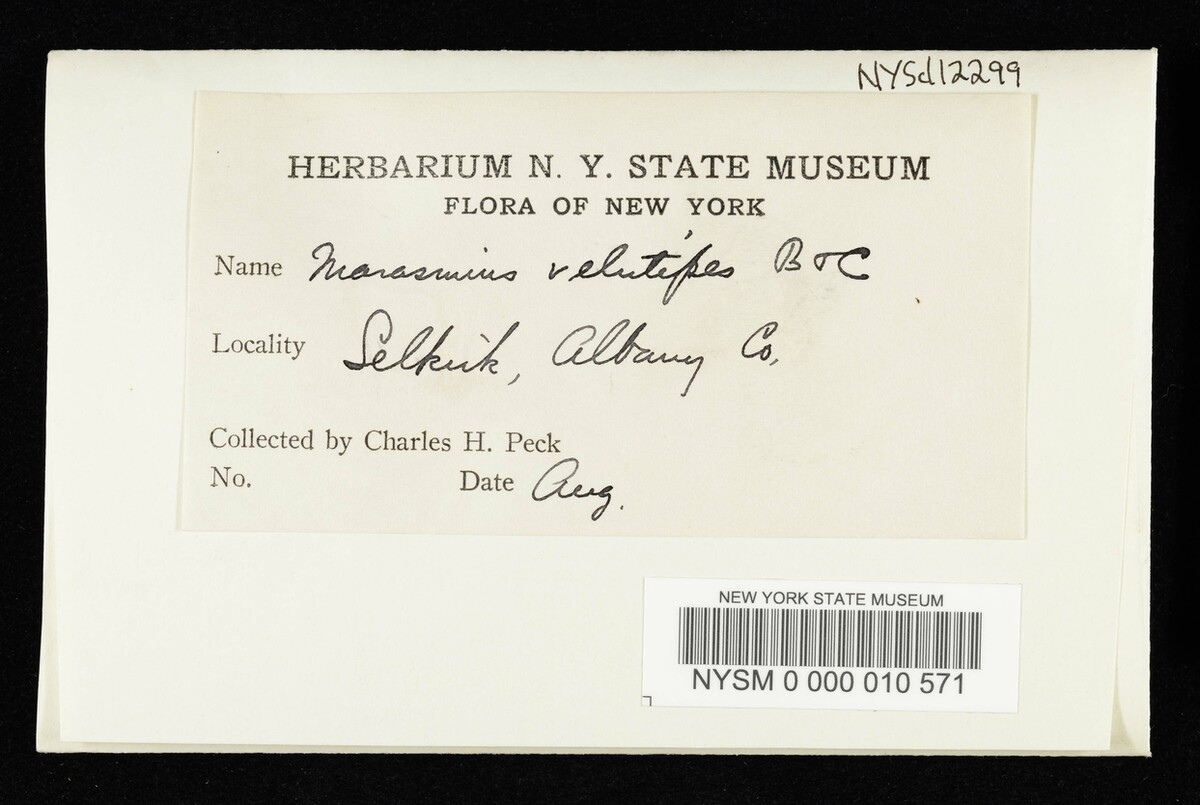 NYSd12299
HERBARIUM N. Y. STATE MUSEUM
FLORA OF NEW YORK
Name Marasmius velutipes B & C
Locality Selkirk, Albany Co.
Collected by Charles H. Peck
No. Date Aug.
NEW YORK STATE MUSEUM
NYSM 0 000 010 571